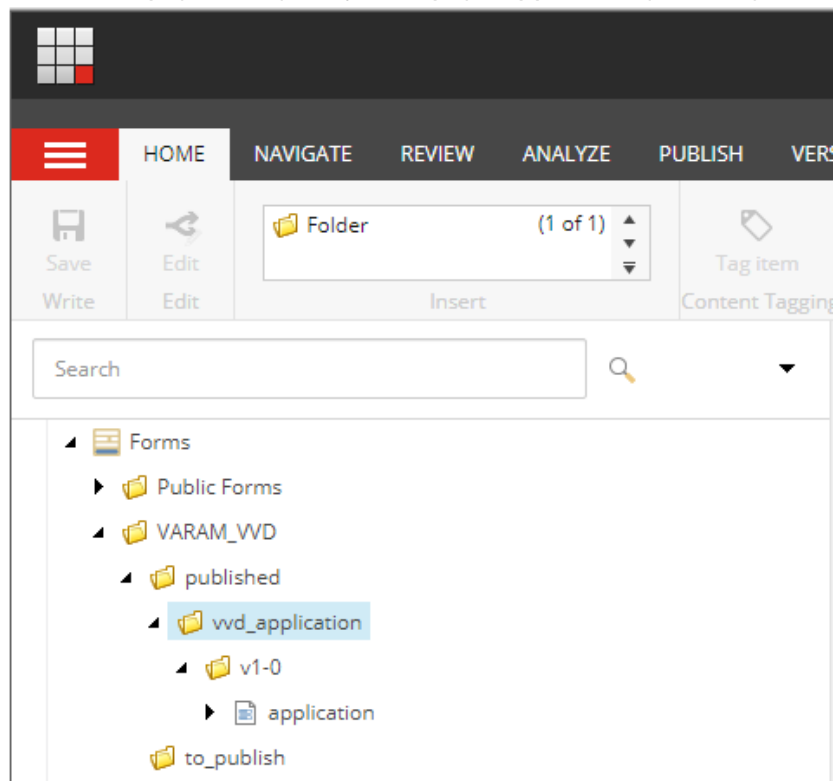 HOME NAVIGATE REVIEW ANALYZE PUBLISH VERS
Folder (1 of 1)
Save Edit Tag item
Write Edit Insert Content Tagging
Search
Forms
Public Forms
VARAM_VVD
published
vvd_application
v1-0
application
to_publish